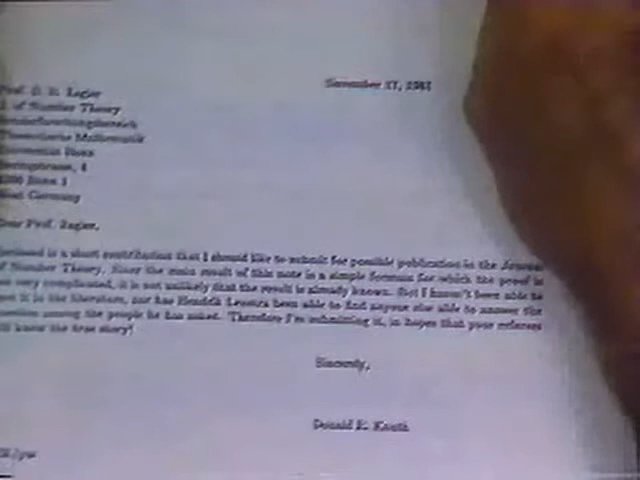 Prof. D. B. Zagier
November 27, 1981
J. of Number Theory
Theoretische Mathematik
Universität Bonn
5300 Bonn 1
West Germany
Dear Prof. Zagier,
Enclosed is a short contribution that I should like to submit for possible publication in the Journal
of Number Theory. Since the main result of this note is a simple formula for which the proof is
not very complicated, it is not unlikely that the result is already known. But I haven't been able to
it in the literature, nor has Hendrik Lenstra been able to find anyone else able to answer the
question among the people he has asked. Therefore I'm submitting it, in hopes that your referees
will know the true story!
Sincerely,
Donald E. Knuth